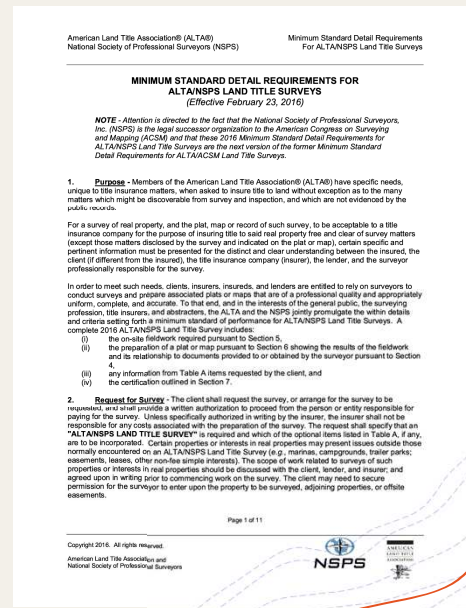 American Land Title Association® (ALTA®)
National Society of Professional Surveyors (NSPS)
Minimum Standard Detail Requirements
For ALTA/NSPS Land Title Surveys
MINIMUM STANDARD DETAIL REQUIREMENTS FOR
ALTA/NSPS LAND TITLE SURVEYS
(Effective February 23, 2016)
NOTE - Attention is directed to the fact that the National Society of Professional Surveyors,
Inc. (NSPS) is the legal successor organization to the American Congress on Surveying
and Mapping (ACSM) and that these 2016 Minimum Standard Detail Requirements for
ALTA/NSPS Land Title Surveys are the next version of the former Minimum Standard
Detail Requirements for ALTA/ACSM Land Title Surveys.
1. Purpose - Members of the American Land Title Association® (ALTA®) have specific needs,
unique to title insurance matters, when asked to insure title to land without exception as to the many
matters which might be discoverable from survey and inspection, and which are not evidenced by the
public records.
For a survey of real property, and the plat, map or record of such survey, to be acceptable to a title
insurance company for the purpose of insuring title to said real property free and clear of survey matters
(except those matters disclosed by the survey and indicated on the plat or map), certain specific and
pertinent information must be presented for the distinct and clear understanding between the insured, the
client (if different from the insured), the title insurance company (insurer), the lender, and the surveyor
professionally responsible for the survey.
In order to meet such needs, clients, insurers, insureds, and lenders are entitled to rely on surveyors to
conduct surveys and prepare associated plats or maps that are of a professional quality and appropriately
uniform, complete, and accurate. To that end, and in the interests of the general public, the surveying
profession, title insurers, and abstracters, the ALTA and the NSPS jointly promulgate the within details
and criteria setting forth a minimum standard of performance for ALTA/NSPS Land Title Surveys. A
complete 2016 ALTA/NSPS Land Title Survey includes:
(i) the on-site fieldwork required pursuant to Section 5,
(ii) the preparation of a plat or map pursuant to Section 6 showing the results of the fieldwork
and its relationship to documents provided to or obtained by the surveyor pursuant to Section
4,
(iii) any information from Table A items requested by the client, and
(iv) the certification outlined in Section 7.
2. Request for Survey - The client shall request the survey, or arrange for the survey to be
requested, and shall provide a written authorization to proceed from the person or entity responsible for
paying for the survey. Unless specifically authorized in writing by the insurer, the insurer shall not be
responsible for any costs associated with the preparation of the survey. The request shall specify that an
"ALTA/NSPS LAND TITLE SURVEY" is required and which of the optional items listed in Table A, if any,
are to be incorporated. Certain properties or interests in real properties may present issues outside those
normally encountered on an ALTA/NSPS Land Title Survey (e.g., marinas, campgrounds, trailer parks;
easements, leases, other non-fee simple interests). The scope of work related to surveys of such
properties or interests in real properties should be discussed with the client, lender, and insurer; and
agreed upon in writing prior to commencing work on the survey. The client may need to secure
permission for the surveyor to enter upon the property to be surveyed, adjoining properties, or offsite
easements.
Page 1 of 11
Copyright 2016. All rights reserved.
American Land Title Association and
National Society of Professional Surveyors
NSPS
AMERICAN
LAND TITLE
ASSOCIATION